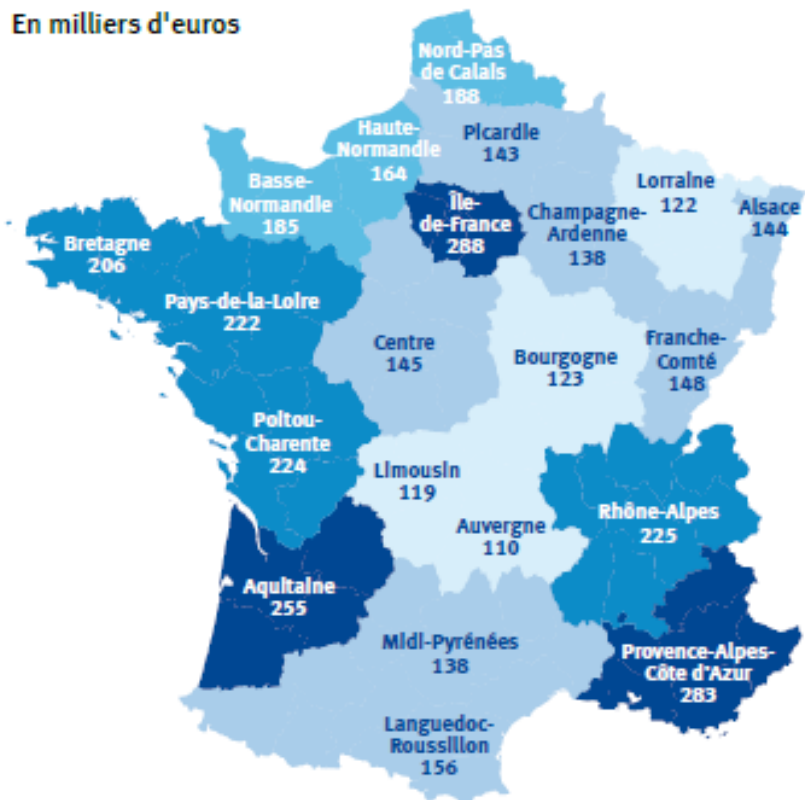 En milliers d'euros
Nord-Pas
de Calais
188
Haute-
Normandie
164
Picardie
143
Basse-
Normandie
185
Île-
de-France
288
Champagne-
Ardenne
138
Lorraine
122
Alsace
144
Bretagne
206
Pays-de-la-Loire
222
Centre
145
Bourgogne
123
Franche-
Comté
148
Poitou-
Charente
224
Limousin
119
Auvergne
110
Rhône-Alpes
225
Aquitaine
255
Midi-Pyrénées
138
Provence-Alpes-
Côte d'Azur
283
Languedoc-
Roussillon
156